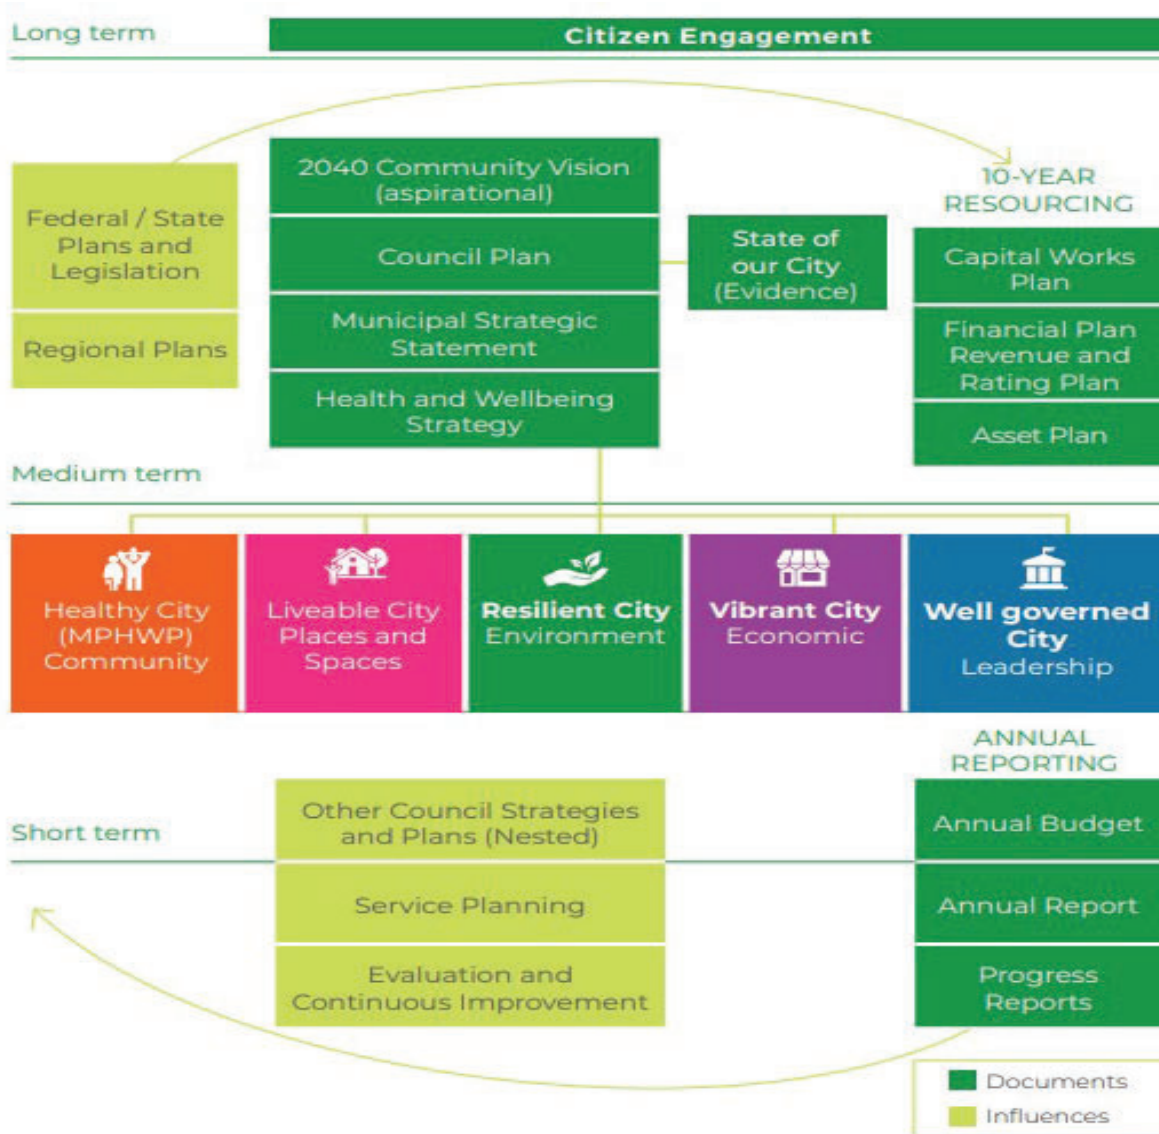 Long term
Citizen Engagement
Federal / State
Plans and
Legislation
Regional Plans
2040 Community Vision
(aspirational)
Council Plan
Municipal Strategic
Statement
Health and Wellbeing
Strategy
State of
our City
(Evidence)
10-YEAR
RESOURCING
Capital Works
Plan
Financial Plan
Revenue and
Rating Plan
Asset Plan
Medium term
Healthy City
(MPHWP)
Community
Liveable City
Places and
Spaces
Resilient City
Environment
Vibrant City
Economic
Well governed
City
Leadership
Short term
Other Council Strategies
and Plans (Nested)
Service Planning
Evaluation and
Continuous Improvement
ANNUAL
REPORTING
Annual Budget
Annual Report
Progress
Reports
Documents
Influences